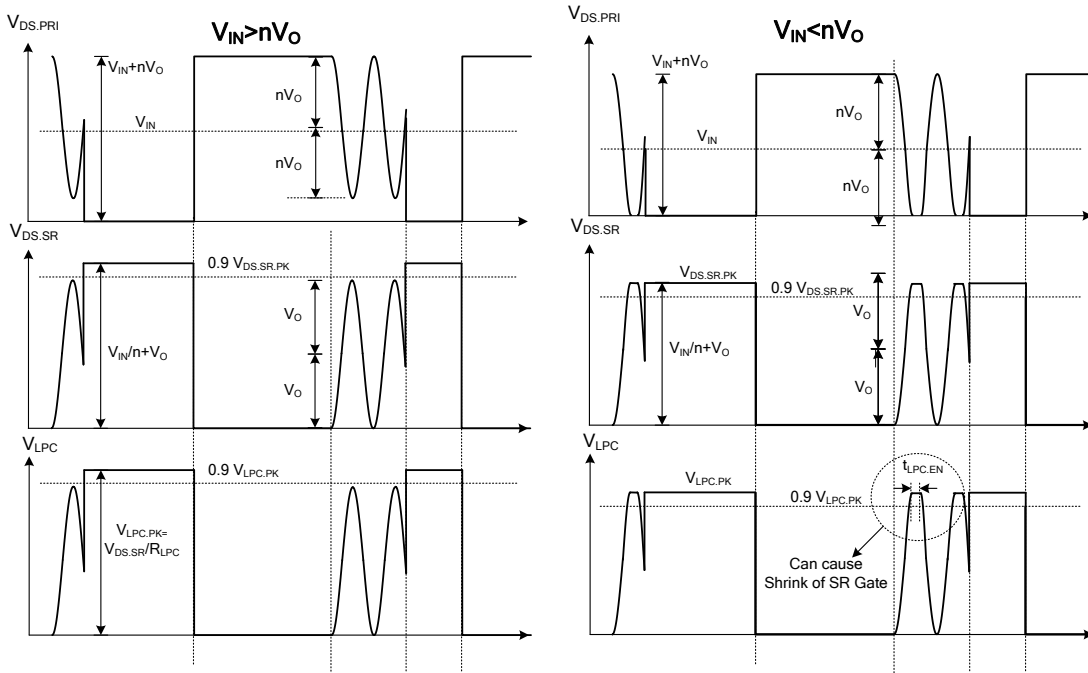 V_DS.PRI
V_IN>nV_O
V_IN+nV_O
nV_O
V_IN
nV_O
V_DS.SR
0.9 V_DS.SR.PK
V_O
V_IN/n+V_O
V_O
V_LPC
0.9 V_LPC.PK
V_LPC.PK=
V_DS.SR/R_LPC
V_DS.PRI
V_IN<nV_O
V_IN+nV_O
nV_O
V_IN
nV_O
V_DS.SR
V_DS.SR.PK
0.9 V_DS.SR.PK
V_O
V_IN/n+V_O
V_O
V_LPC
t_LPC.EN
V_LPC.PK
0.9 V_LPC.PK
Can cause
Shrink of SR Gate